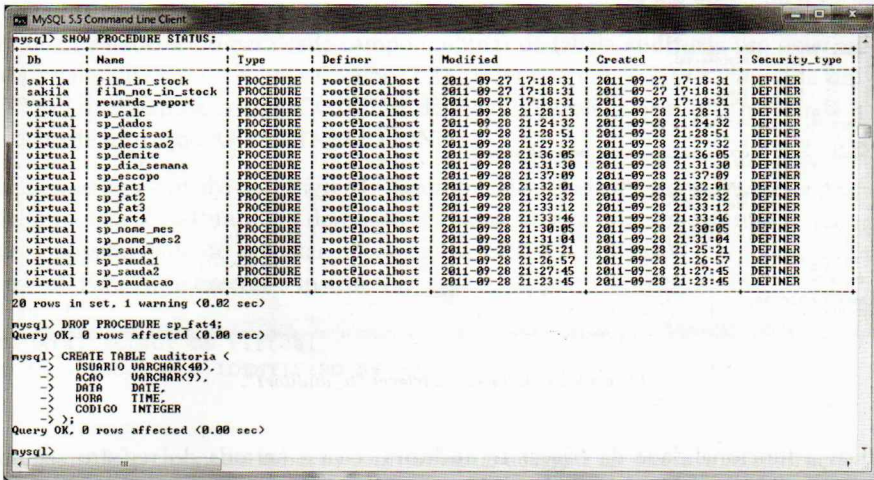 MySQL 5.5 Command Line Client
mysql> SHOW PROCEDURE STATUS;
| Db | Name | Type | Definer | Modified | Created | Security_type |
| sakila | film_in_stock | PROCEDURE | root@localhost | 2011-09-27 17:18:31 | 2011-09-27 17:18:31 | DEFINER |
| sakila | film_not_in_stock | PROCEDURE | root@localhost | 2011-09-27 17:18:31 | 2011-09-27 17:18:31 | DEFINER |
| sakila | rewards_report | PROCEDURE | root@localhost | 2011-09-27 17:18:31 | 2011-09-27 17:18:31 | DEFINER |
| virtual | sp_calc | PROCEDURE | root@localhost | 2011-09-28 21:28:13 | 2011-09-28 21:28:13 | DEFINER |
| virtual | sp_dados | PROCEDURE | root@localhost | 2011-09-28 21:24:32 | 2011-09-28 21:24:32 | DEFINER |
| virtual | sp_decisao1 | PROCEDURE | root@localhost | 2011-09-28 21:28:51 | 2011-09-28 21:28:51 | DEFINER |
| virtual | sp_decisao2 | PROCEDURE | root@localhost | 2011-09-28 21:29:32 | 2011-09-28 21:29:32 | DEFINER |
| virtual | sp_demite | PROCEDURE | root@localhost | 2011-09-28 21:36:05 | 2011-09-28 21:36:05 | DEFINER |
| virtual | sp_dia_semana | PROCEDURE | root@localhost | 2011-09-28 21:31:30 | 2011-09-28 21:31:30 | DEFINER |
| virtual | sp_escopo | PROCEDURE | root@localhost | 2011-09-28 21:37:09 | 2011-09-28 21:37:09 | DEFINER |
| virtual | sp_fat1 | PROCEDURE | root@localhost | 2011-09-28 21:32:01 | 2011-09-28 21:32:01 | DEFINER |
| virtual | sp_fat2 | PROCEDURE | root@localhost | 2011-09-28 21:32:32 | 2011-09-28 21:32:32 | DEFINER |
| virtual | sp_fat3 | PROCEDURE | root@localhost | 2011-09-28 21:33:12 | 2011-09-28 21:33:12 | DEFINER |
| virtual | sp_fat4 | PROCEDURE | root@localhost | 2011-09-28 21:33:46 | 2011-09-28 21:33:46 | DEFINER |
| virtual | sp_nome_mes | PROCEDURE | root@localhost | 2011-09-28 21:30:05 | 2011-09-28 21:30:05 | DEFINER |
| virtual | sp_nome_mes2 | PROCEDURE | root@localhost | 2011-09-28 21:31:04 | 2011-09-28 21:31:04 | DEFINER |
| virtual | sp_sauda | PROCEDURE | root@localhost | 2011-09-28 21:25:21 | 2011-09-28 21:25:21 | DEFINER |
| virtual | sp_sauda1 | PROCEDURE | root@localhost | 2011-09-28 21:26:57 | 2011-09-28 21:26:57 | DEFINER |
| virtual | sp_sauda2 | PROCEDURE | root@localhost | 2011-09-28 21:27:45 | 2011-09-28 21:27:45 | DEFINER |
| virtual | sp_saudacao | PROCEDURE | root@localhost | 2011-09-28 21:23:45 | 2011-09-28 21:23:45 | DEFINER |
20 rows in set, 1 warning (0.02 sec)
mysql> DROP PROCEDURE sp_fat4;
Query OK, 0 rows affected (0.00 sec)
mysql> CREATE TABLE auditoria (
-> USUARIO VARCHAR(40),
-> ACAO VARCHAR(9),
-> DATA DATE,
-> HORA TIME,
-> CODIGO INTEGER
-> );
Query OK, 0 rows affected (0.00 sec)
mysql>